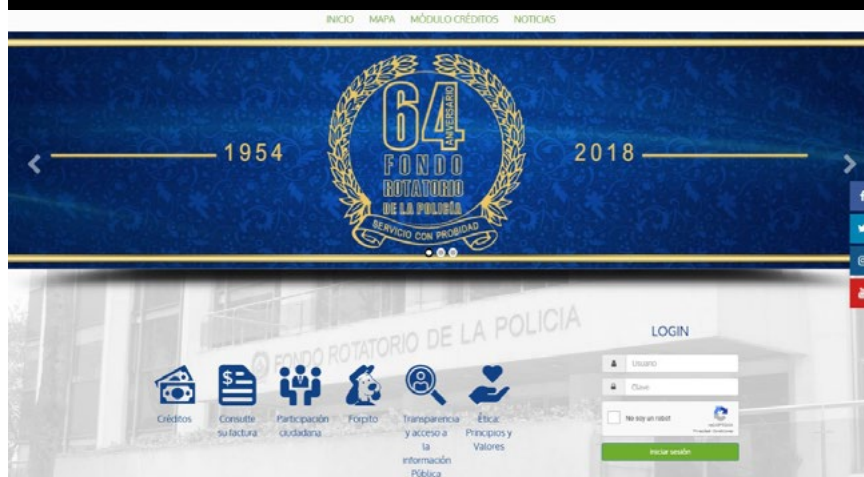 INICIO MAPA MÓDULO CRÉDITOS NOTICIAS
1954
64
ANIVERSARIO
FONDO
ROTATORIO
DE LA POLICÍA
SERVICIO CON PROBIDAD
2018
FONDO ROTATORIO DE LA POLICIA
LOGIN
Usuario
Clave
No soy un robot
reCAPTCHA
Iniciar sesión
Créditos
Consulte
su factura
Participación
ciudadana
Forpito
Transparencia
y acceso a
la
información
Pública
Ética:
Principios y
Valores